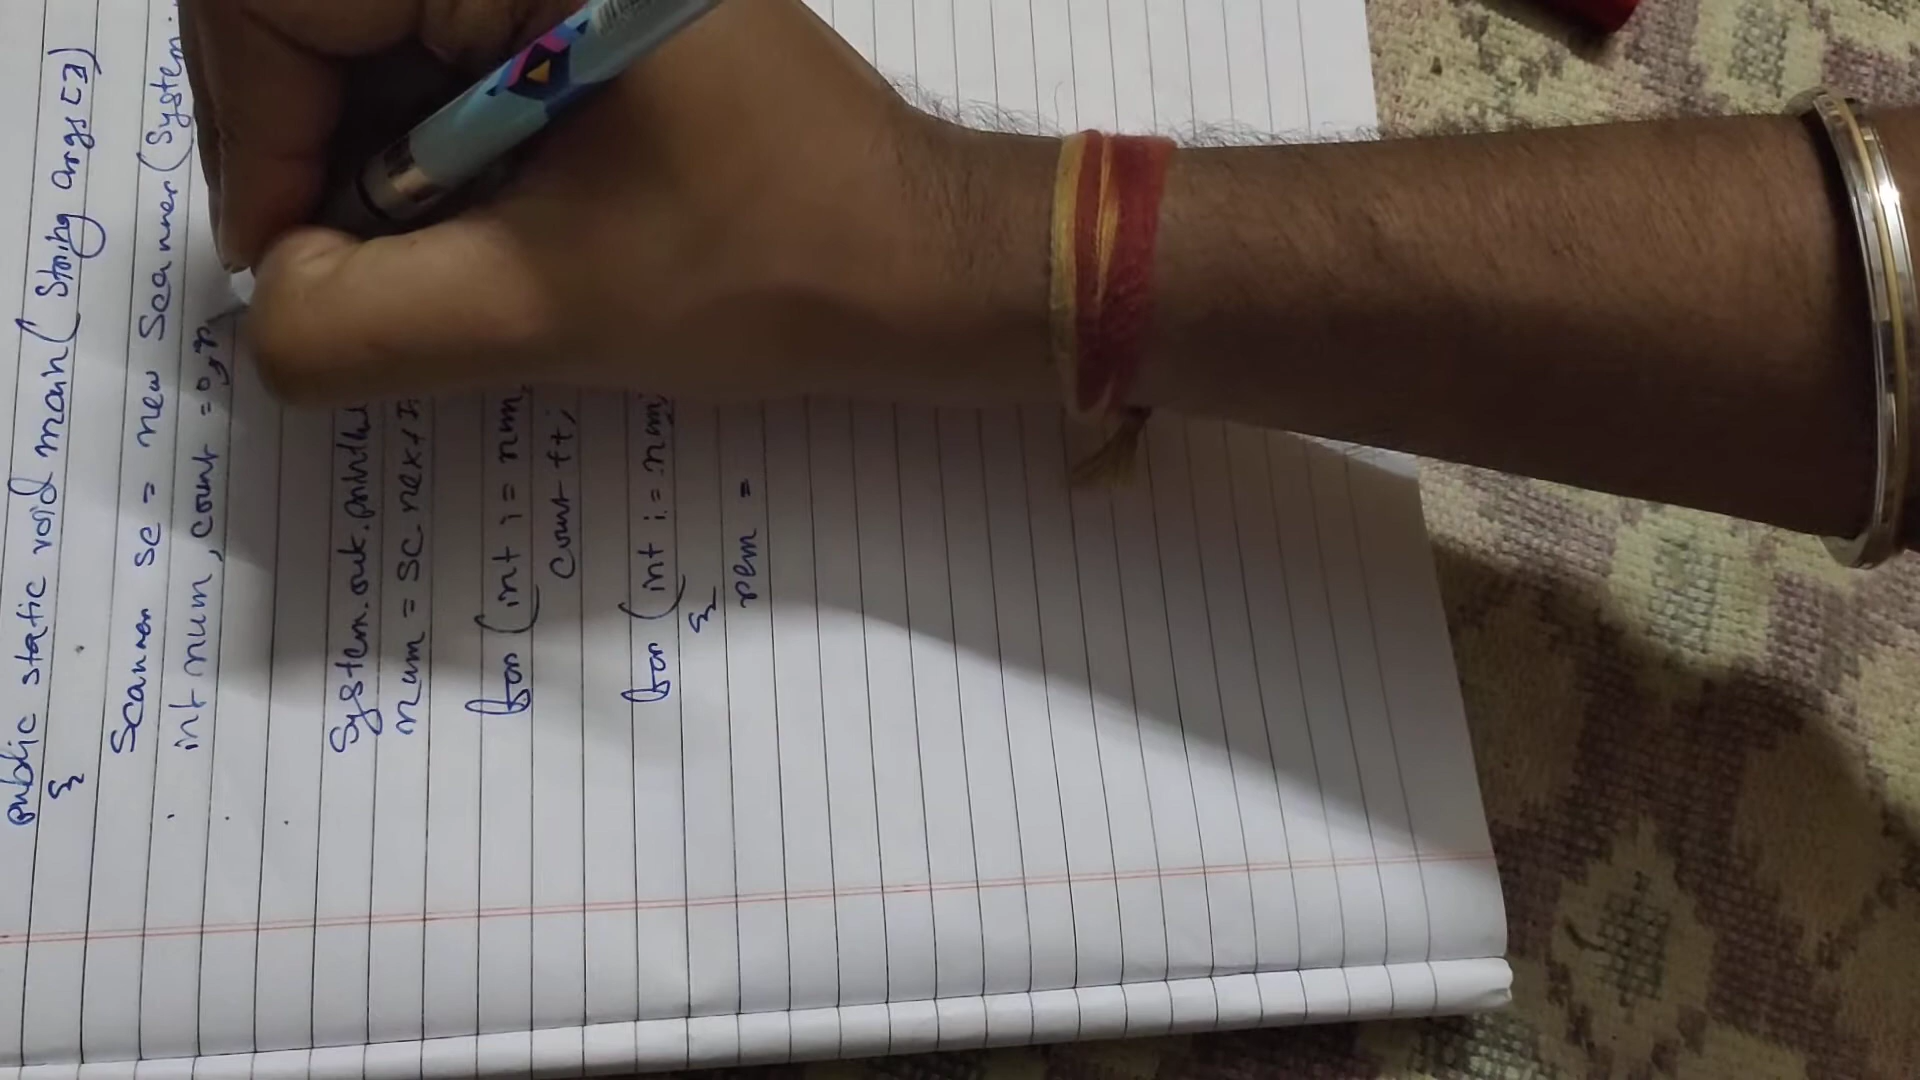 public static void main( String args[])
{
Scanner sc = new Scanner(System.
int num, count =0, r
System.out.println
num = sc.next I
for (int i = num
count ++;
for (int i = num;
{
rem =